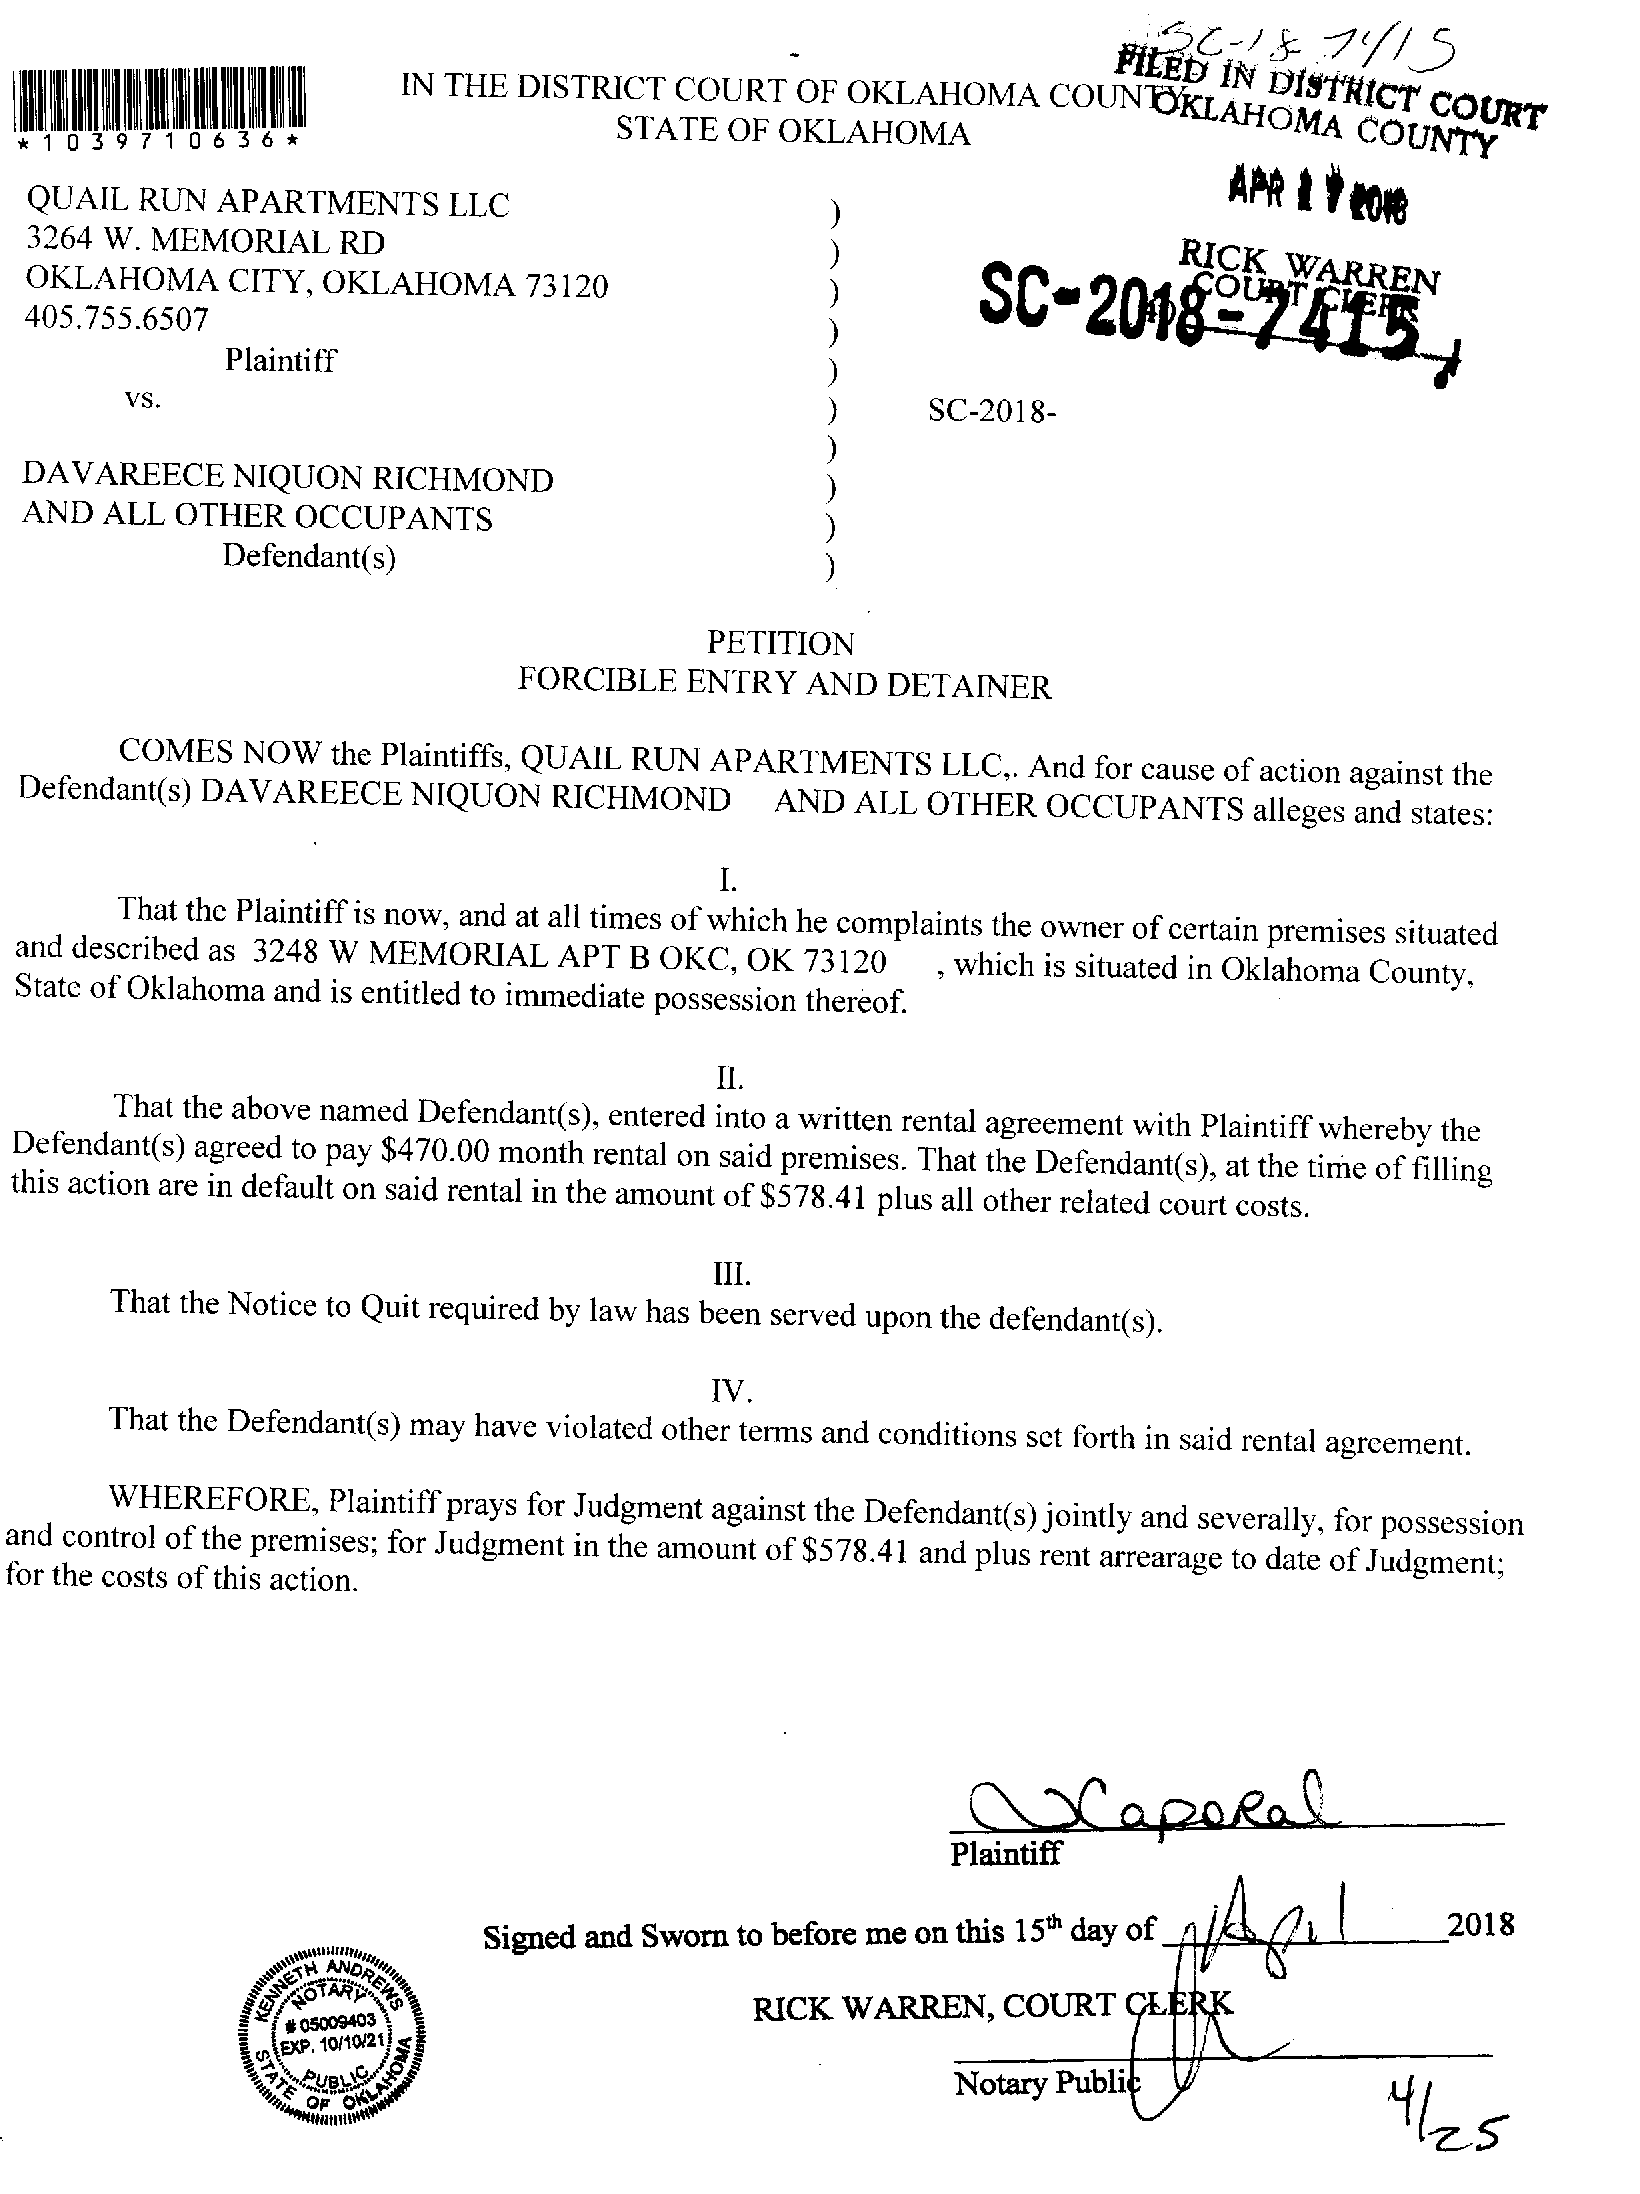 SC-18-7415
FILED IN DISTRICT COURT
OKLAHOMA COUNTY
IN THE DISTRICT COURT OF OKLAHOMA COUNTY
STATE OF OKLAHOMA
*1039710636*
APR 17 2018
RICK WARREN
COURT CLERK
SC-2018-7415
QUAIL RUN APARTMENTS LLC )
3264 W. MEMORIAL RD )
OKLAHOMA CITY, OKLAHOMA 73120 )
405.755.6507 )
Plaintiff )
vs. ) SC-2018-
)
DAVAREECE NIQUON RICHMOND )
AND ALL OTHER OCCUPANTS )
Defendant(s) )
PETITION
FORCIBLE ENTRY AND DETAINER
COMES NOW the Plaintiffs, QUAIL RUN APARTMENTS LLC,. And for cause of action against the
Defendant(s) DAVAREECE NIQUON RICHMOND AND ALL OTHER OCCUPANTS alleges and states:
I.
That the Plaintiff is now, and at all times of which he complaints the owner of certain premises situated
and described as 3248 W MEMORIAL APT B OKC, OK 73120 , which is situated in Oklahoma County,
State of Oklahoma and is entitled to immediate possession thereof.
II.
That the above named Defendant(s), entered into a written rental agreement with Plaintiff whereby the
Defendant(s) agreed to pay $470.00 month rental on said premises. That the Defendant(s), at the time of filling
this action are in default on said rental in the amount of $578.41 plus all other related court costs.
III.
That the Notice to Quit required by law has been served upon the defendant(s).
IV.
That the Defendant(s) may have violated other terms and conditions set forth in said rental agreement.
WHEREFORE, Plaintiff prays for Judgment against the Defendant(s) jointly and severally, for possession
and control of the premises; for Judgment in the amount of $578.41 and plus rent arrearage to date of Judgment;
for the costs of this action.
Caporal
Plaintiff
Signed and Sworn to before me on this 15th day of April 2018
RICK WARREN, COURT CLERK
Notary Public
4/25
KENNETH ANDREWS
NOTARY
# 05009403
EXP. 10/10/21
PUBLIC
STATE OF OKLAHOMA